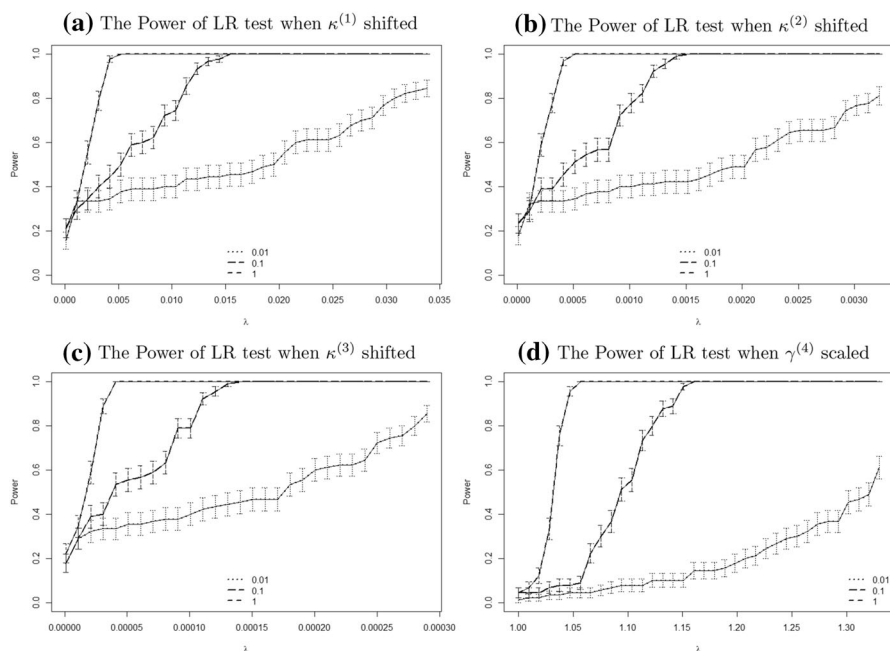 (a) The Power of LR test when κ^(1) shifted
Power
0.0 0.2 0.4 0.6 0.8 1.0
0.01
0.1
1
0.000 0.005 0.010 0.015 0.020 0.025 0.030 0.035
λ
(b) The Power of LR test when κ^(2) shifted
Power
0.0 0.2 0.4 0.6 0.8 1.0
0.01
0.1
1
0.0000 0.0005 0.0010 0.0015 0.0020 0.0025 0.0030
λ
(c) The Power of LR test when κ^(3) shifted
Power
0.0 0.2 0.4 0.6 0.8 1.0
0.01
0.1
1
0.00000 0.00005 0.00010 0.00015 0.00020 0.00025 0.00030
λ
(d) The Power of LR test when γ^(4) scaled
Power
0.0 0.2 0.4 0.6 0.8 1.0
0.01
0.1
1
1.00 1.05 1.10 1.15 1.20 1.25 1.30
λ